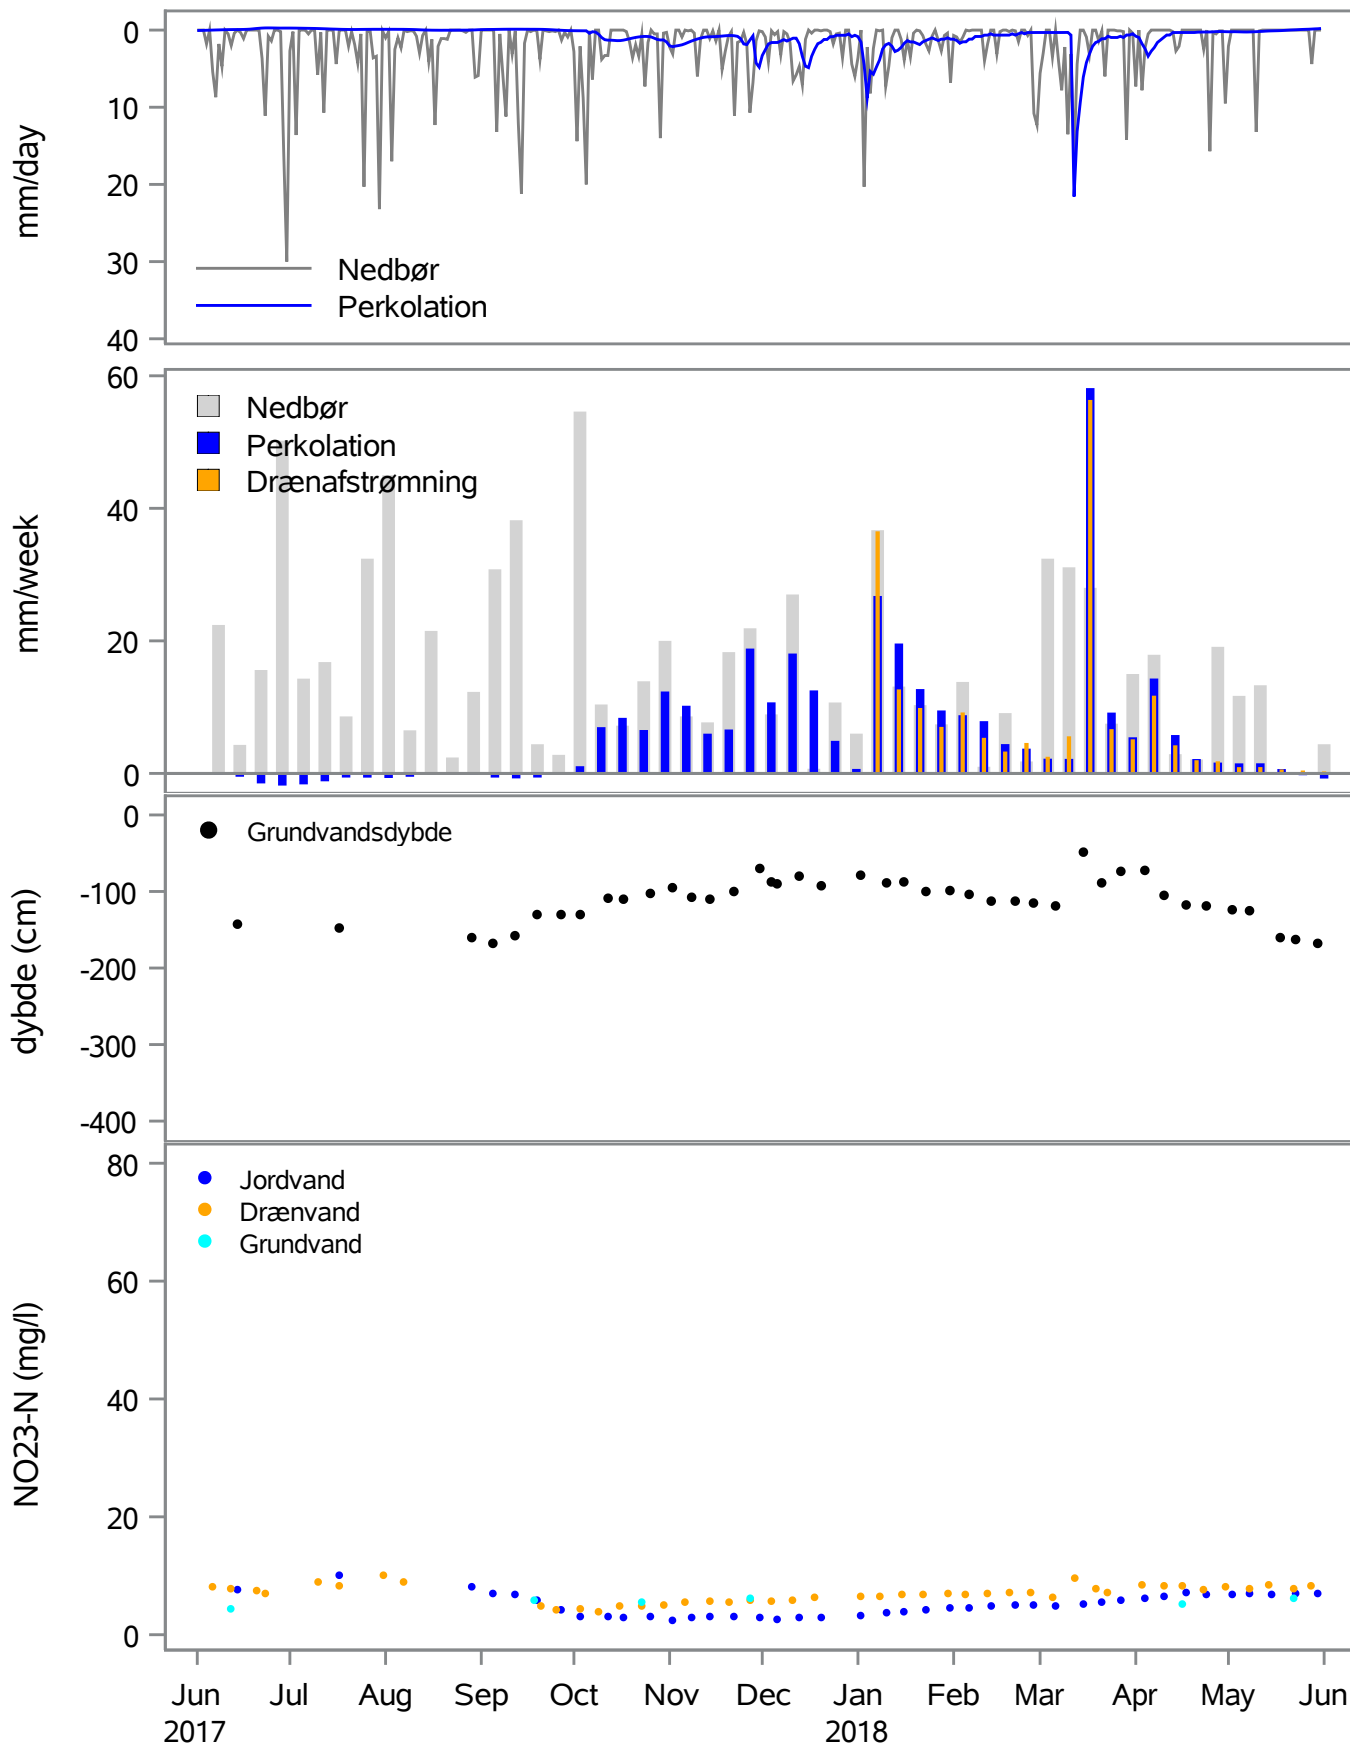 0
10
20
30
40
mm/day
Nedbør
Perkolation
60
40
20
0
mm/week
Nedbør
Perkolation
Drænafstrømning
0
-100
-200
-300
-400
dybde (cm)
Grundvandsdybde
80
60
40
20
0
NO23-N (mg/l)
Jordvand
Drænvand
Grundvand
Jun Jul Aug Sep Oct Nov Dec Jan Feb Mar Apr May Jun
2017 2018